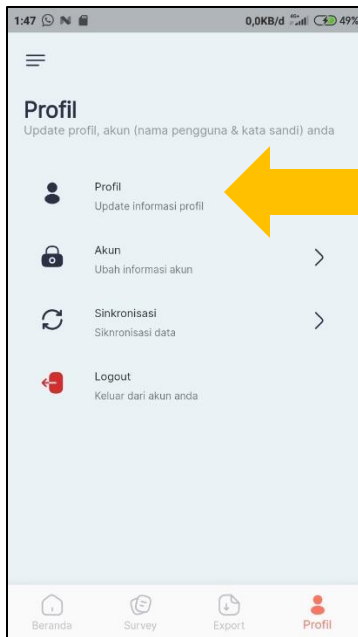 1:47 0,0KB/d 4G+ 49%
Profil
Update profil, akun (nama pengguna & kata sandi) anda
Profil
Update informasi profil
Akun
Ubah informasi akun
Sinkronisasi
Siknronisasi data
Logout
Keluar dari akun anda
Beranda Survey Export Profil